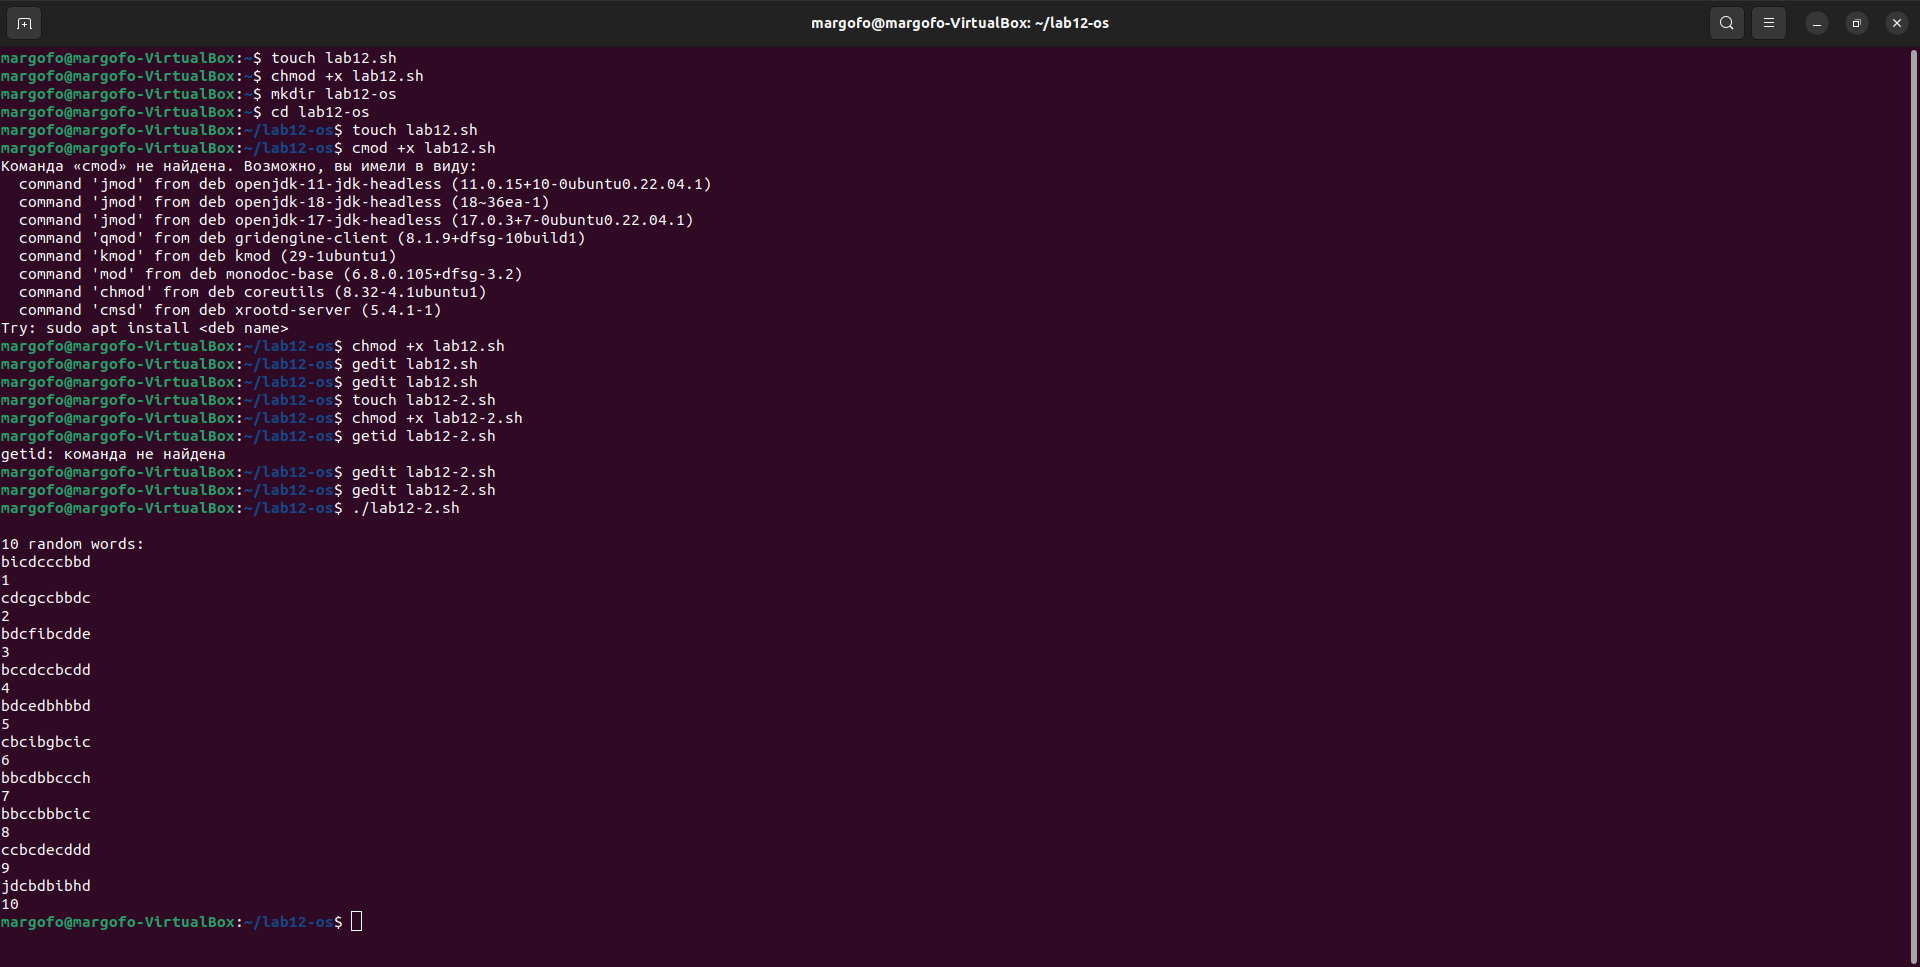 margofo@margofo-VirtualBox: ~/lab12-os
margofo@margofo-VirtualBox:~$ touch lab12.sh
margofo@margofo-VirtualBox:~$ chmod +x lab12.sh
margofo@margofo-VirtualBox:~$ mkdir lab12-os
margofo@margofo-VirtualBox:~$ cd lab12-os
margofo@margofo-VirtualBox:~/lab12-os$ touch lab12.sh
margofo@margofo-VirtualBox:~/lab12-os$ cmod +x lab12.sh
Команда «cmod» не найдена. Возможно, вы имели в виду:
  command 'jmod' from deb openjdk-11-jdk-headless (11.0.15+10-0ubuntu0.22.04.1)
  command 'jmod' from deb openjdk-18-jdk-headless (18~36ea-1)
  command 'jmod' from deb openjdk-17-jdk-headless (17.0.3+7-0ubuntu0.22.04.1)
  command 'qmod' from deb gridengine-client (8.1.9+dfsg-10build1)
  command 'kmod' from deb kmod (29-1ubuntu1)
  command 'mod' from deb monodoc-base (6.8.0.105+dfsg-3.2)
  command 'chmod' from deb coreutils (8.32-4.1ubuntu1)
  command 'cmsd' from deb xrootd-server (5.4.1-1)
Try: sudo apt install <deb name>
margofo@margofo-VirtualBox:~/lab12-os$ chmod +x lab12.sh
margofo@margofo-VirtualBox:~/lab12-os$ gedit lab12.sh
margofo@margofo-VirtualBox:~/lab12-os$ gedit lab12.sh
margofo@margofo-VirtualBox:~/lab12-os$ touch lab12-2.sh
margofo@margofo-VirtualBox:~/lab12-os$ chmod +x lab12-2.sh
margofo@margofo-VirtualBox:~/lab12-os$ getid lab12-2.sh
getid: команда не найдена
margofo@margofo-VirtualBox:~/lab12-os$ gedit lab12-2.sh
margofo@margofo-VirtualBox:~/lab12-os$ gedit lab12-2.sh
margofo@margofo-VirtualBox:~/lab12-os$ ./lab12-2.sh
10 random words:
bicdcccbbd
1
cdcgccbbdc
2
bdcfibcdde
3
bccdccbcdd
4
bdcedbhbbd
5
cbcibgbcic
6
bbcdbbccch
7
bbccbbbcic
8
ccbcdecddd
9
jdcbdbibhd
10
margofo@margofo-VirtualBox:~/lab12-os$